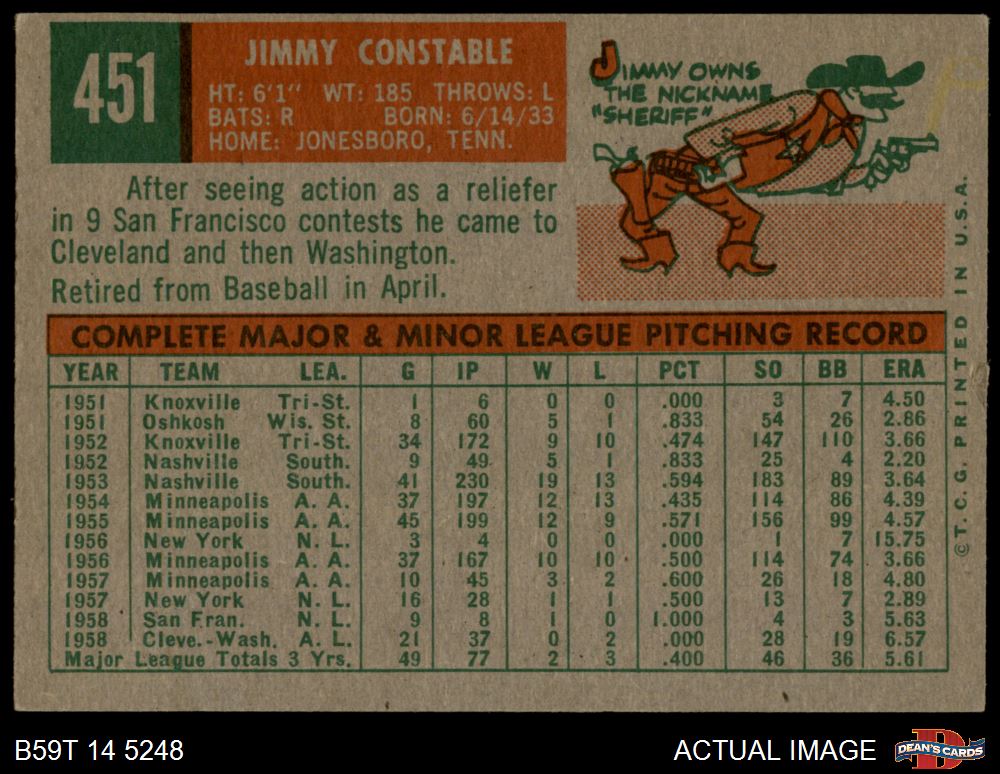 451
JIMMY CONSTABLE
HT: 6'1" WT: 185 THROWS: L
BATS: R BORN: 6/14/33
HOME: JONESBORO, TENN.
JIMMY OWNS
THE NICKNAME
"SHERIFF"
After seeing action as a reliefer
in 9 San Francisco contests he came to
Cleveland and then Washington.
Retired from Baseball in April.
COMPLETE MAJOR & MINOR LEAGUE PITCHING RECORD
YEAR TEAM LEA. G IP W L PCT SO BB ERA
1951 Knoxville Tri-St. 1 6 0 0 .000 3 7 4.50
1951 Oshkosh Wis. St. 8 60 5 1 .833 54 26 2.86
1952 Knoxville Tri-St. 34 172 9 10 .474 147 110 3.66
1952 Nashville South. 9 49 5 1 .833 25 4 2.20
1953 Nashville South. 41 230 19 13 .594 183 89 3.64
1954 Minneapolis A. A. 37 197 12 13 .435 114 86 4.39
1955 Minneapolis A. A. 45 199 12 9 .571 156 99 4.57
1956 New York N. L. 3 4 0 0 .000 1 7 15.75
1956 Minneapolis A. A. 37 167 10 10 .500 114 74 3.66
1957 Minneapolis A. A. 10 45 3 2 .600 26 18 4.80
1957 New York N. L. 16 28 1 1 .500 13 7 2.89
1958 San Fran. N. L. 9 8 1 0 1.000 4 3 5.63
1958 Cleve.-Wash. A. L. 21 37 0 2 .000 28 19 6.57
Major League Totals 3 Yrs. 49 77 2 3 .400 46 36 5.61
© T. C. G. PRINTED IN U.S.A.
B59T 14 5248
ACTUAL IMAGE
DEAN'S CARDS